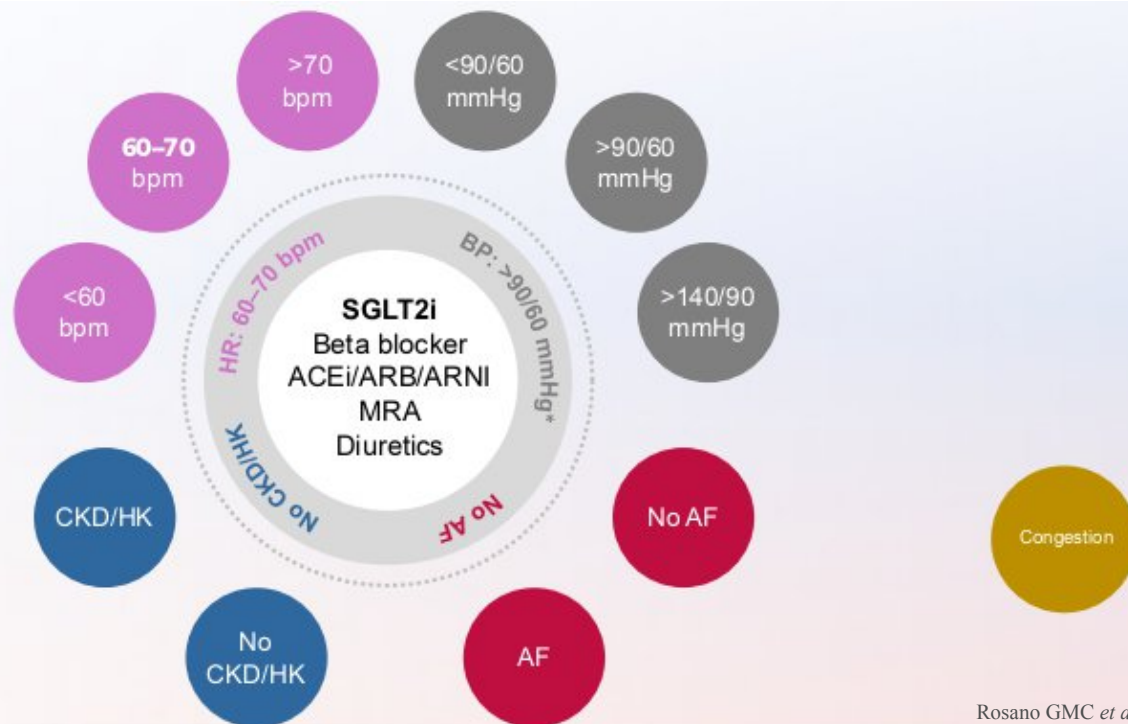 >70
bpm
<90/60
mmHg
60–70
bpm
>90/60
mmHg
<60
bpm
>140/90
mmHg
HR: 60–70 bpm
BP: >90/60 mmHg*
No CKD/HK
No AF
SGLT2i
Beta blocker
ACEi/ARB/ARNI
MRA
Diuretics
CKD/HK
No AF
Congestion
No
CKD/HK
AF
Rosano GMC et a